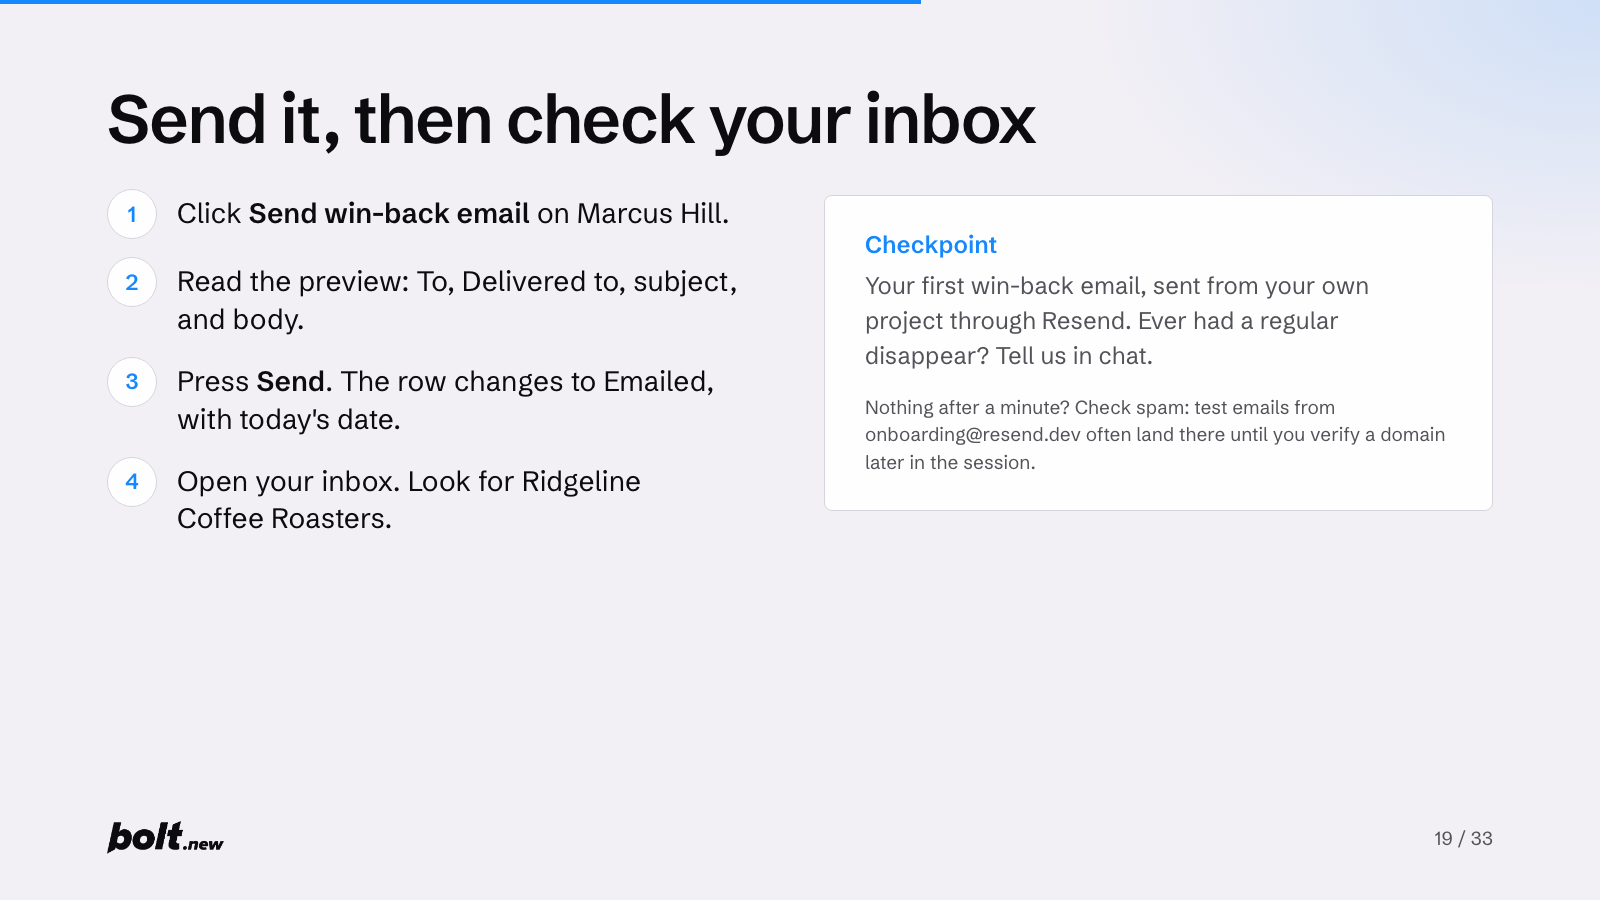 Send it, then check your inbox
1 Click Send win-back email on Marcus Hill.
2 Read the preview: To, Delivered to, subject,
and body.
3 Press Send. The row changes to Emailed,
with today's date.
4 Open your inbox. Look for Ridgeline
Coffee Roasters.
Checkpoint
Your first win-back email, sent from your own
project through Resend. Ever had a regular
disappear? Tell us in chat.
Nothing after a minute? Check spam: test emails from
onboarding@resend.dev often land there until you verify a domain
later in the session.
bolt.new
19 / 33